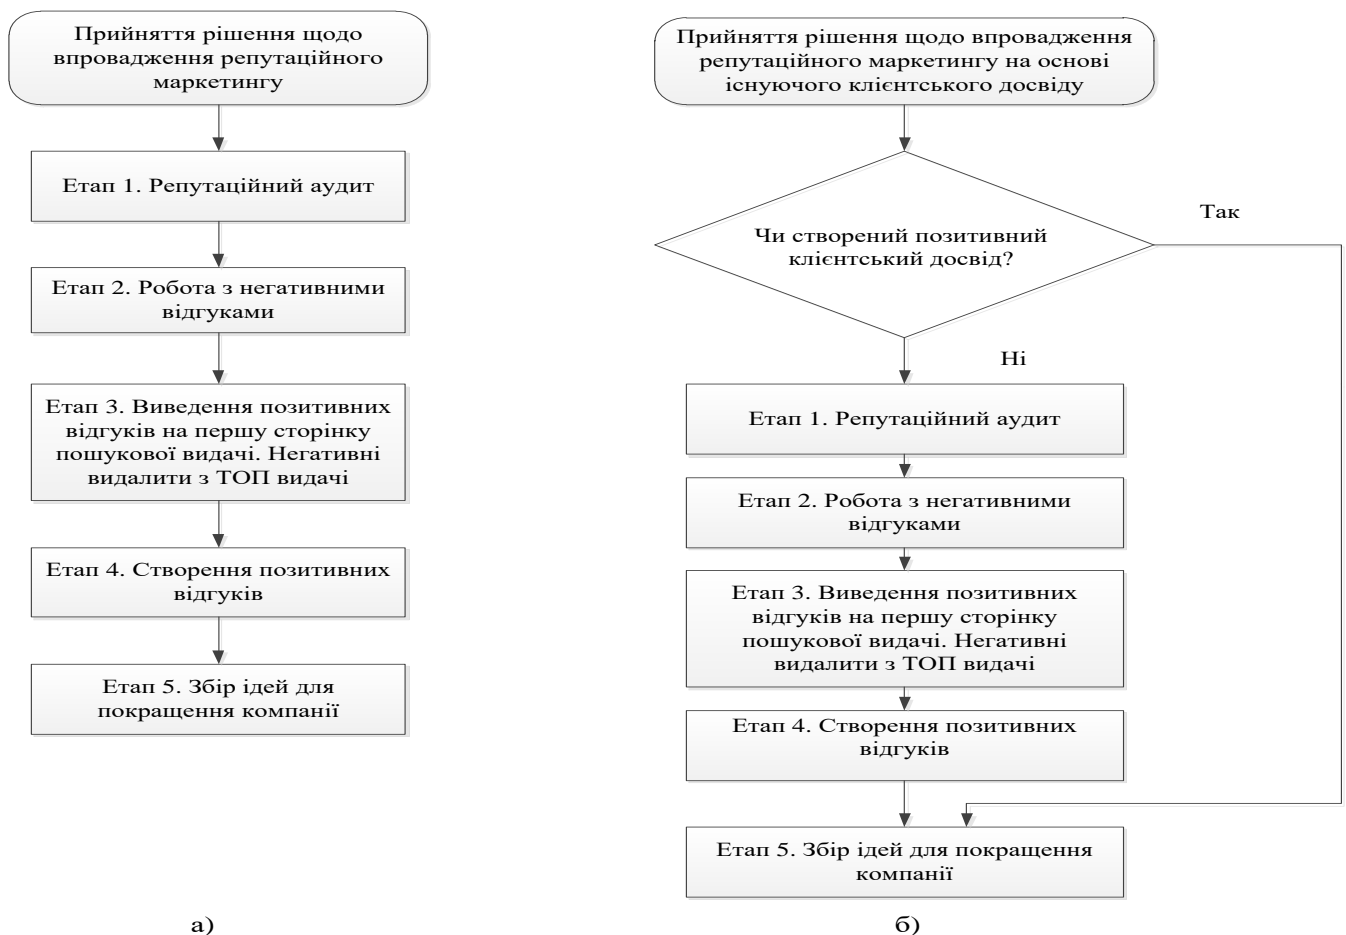 Прийняття рішення щодо
впровадження репутаційного
маркетингу
Етап 1. Репутаційний аудит
Етап 2. Робота з негативними
відгуками
Етап 3. Виведення позитивних
відгуків на першу сторінку
пошукової видачі. Негативні
видалити з ТОП видачі
Етап 4. Створення позитивних
відгуків
Етап 5. Збір ідей для
покращення компанії
а)
Прийняття рішення щодо впровадження
репутаційного маркетингу на основі
існуючого клієнтського досвіду
Чи створений позитивний
клієнтський досвід?
Так
Ні
Етап 1. Репутаційний аудит
Етап 2. Робота з негативними
відгуками
Етап 3. Виведення позитивних
відгуків на першу сторінку
пошукової видачі. Негативні
видалити з ТОП видачі
Етап 4. Створення позитивних
відгуків
Етап 5. Збір ідей для покращення
компанії
б)